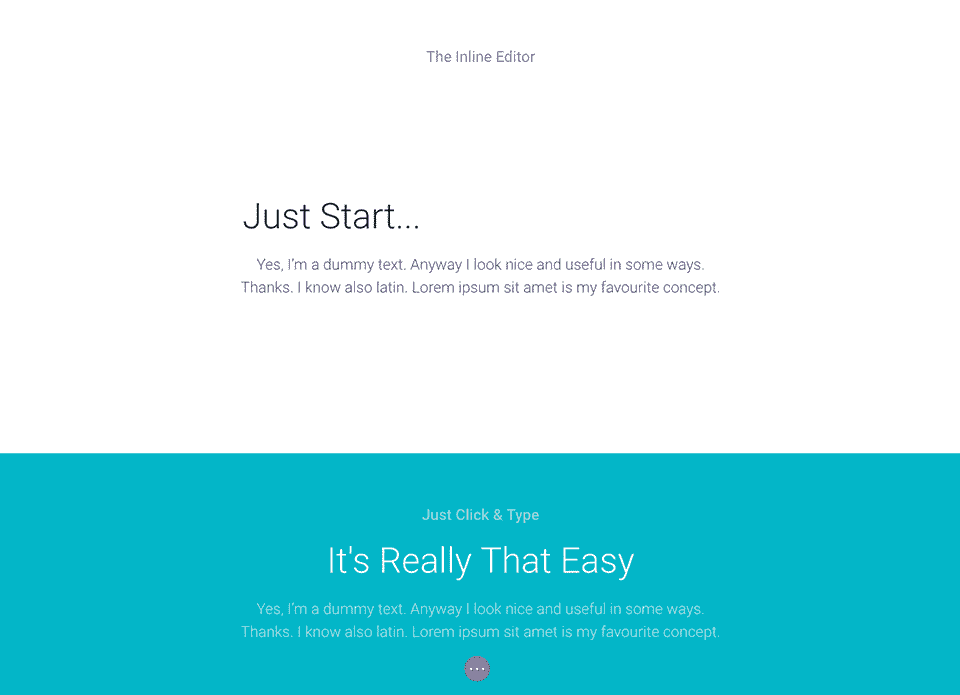 The Inline Editor
Just Start...
Yes, I'm a dummy text. Anyway I look nice and useful in some ways.
Thanks. I know also latin. Lorem ipsum sit amet is my favourite concept.
Just Click & Type
It's Really That Easy
Yes, I'm a dummy text. Anyway I look nice and useful in some ways.
Thanks. I know also latin. Lorem ipsum sit amet is my favourite concept.